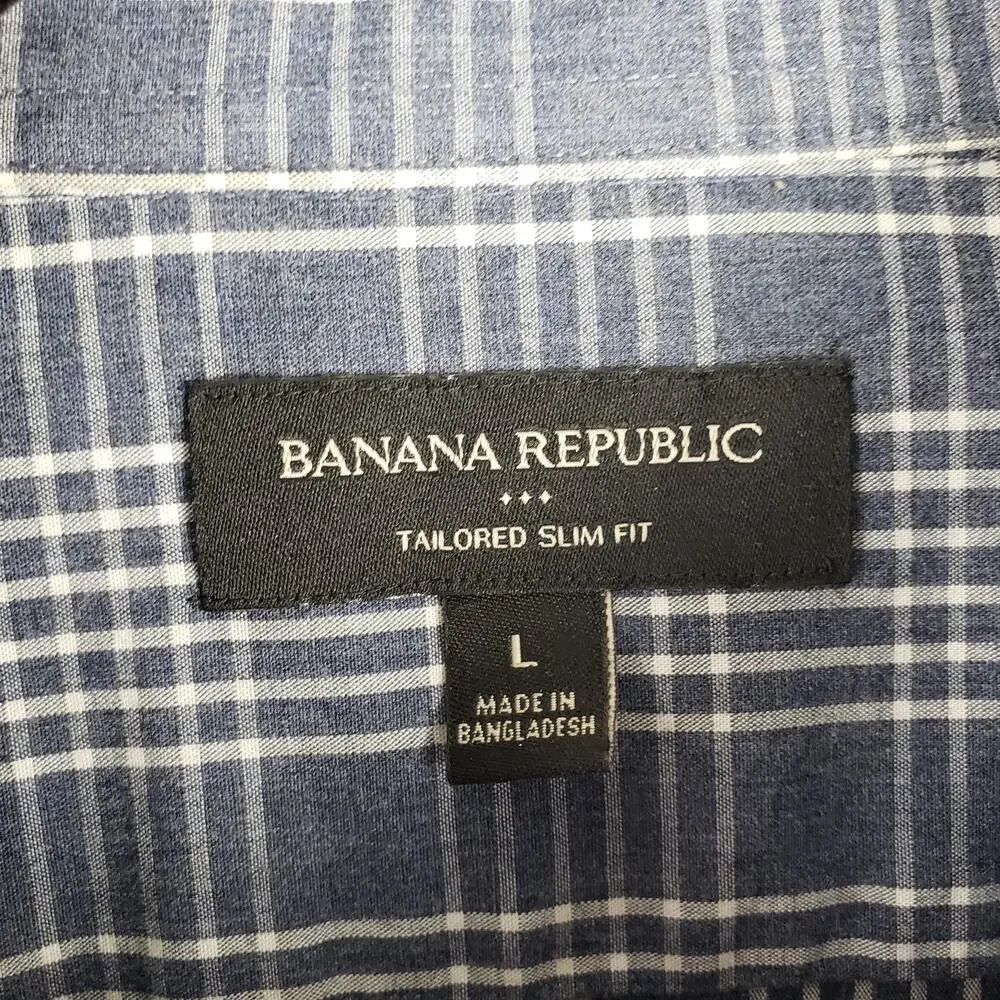 BANANA REPUBLIC
TAILORED SLIM FIT
L
MADE IN
BANGLADESH